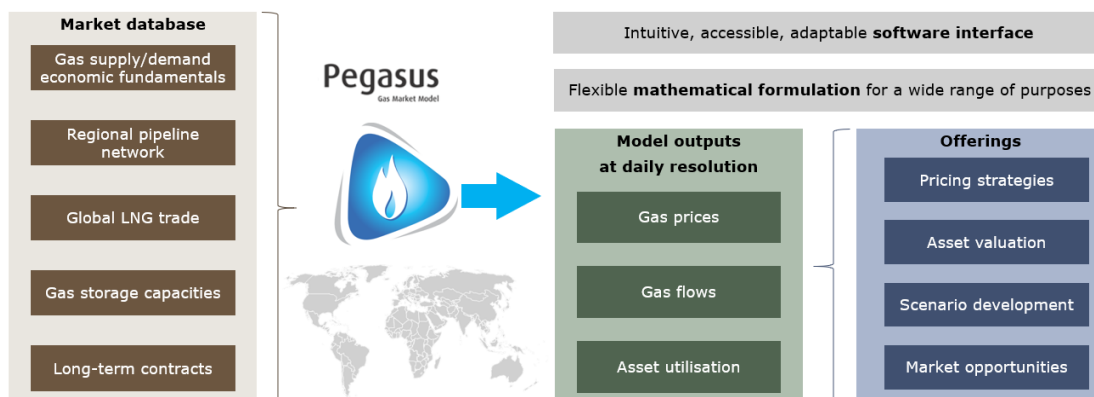 Market database
Gas supply/demand
economic fundamentals
Regional pipeline
network
Global LNG trade
Gas storage capacities
Long-term contracts
Pegasus
Gas Market Model
Intuitive, accessible, adaptable software interface
Flexible mathematical formulation for a wide range of purposes
Model outputs
at daily resolution
Gas prices
Gas flows
Asset utilisation
Offerings
Pricing strategies
Asset valuation
Scenario development
Market opportunities